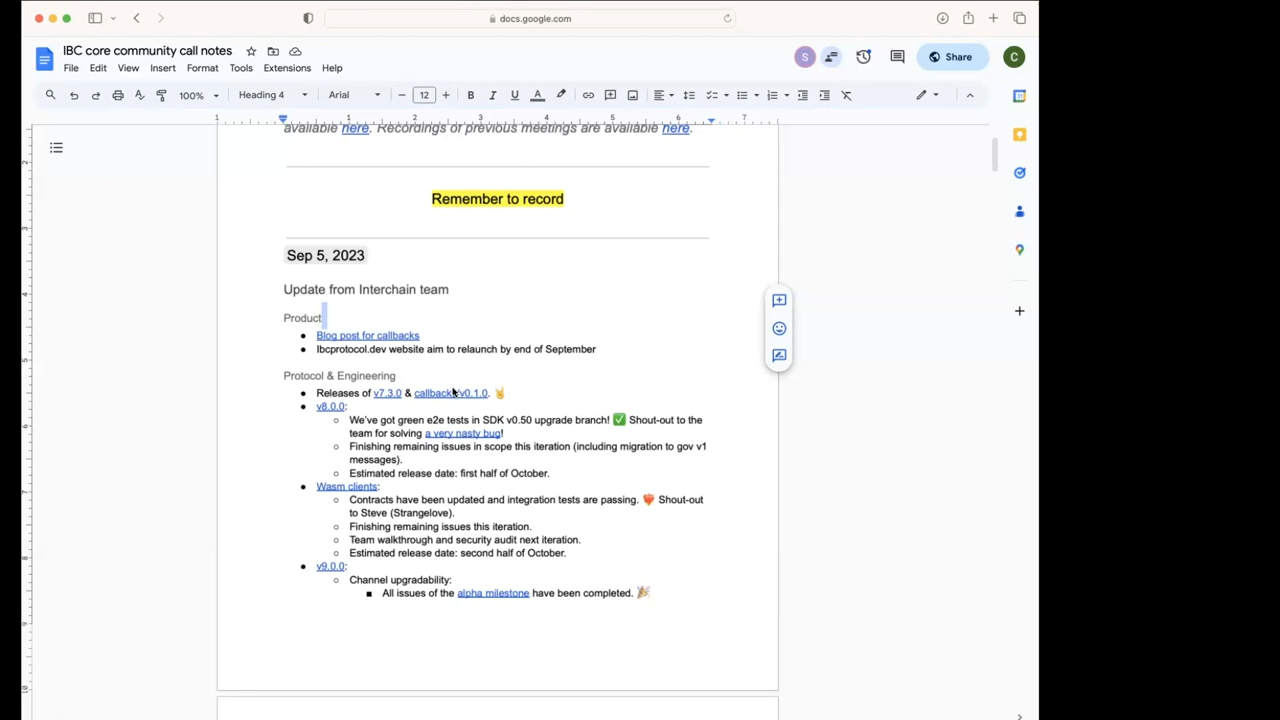 docs.google.com
IBC core community call notes
S
Share
C
File Edit View Insert Format Tools Extensions Help
100% Heading 4 Arial 12 B I U A
1 1 2 3 4 5 6 7
available here. Recordings of previous meetings are available here.
Remember to record
Sep 5, 2023
Update from Interchain team
Product
● Blog post for callbacks
● Ibcprotocol.dev website aim to relaunch by end of September
Protocol & Engineering
● Releases of v7.3.0 & callbacks/v0.1.0. 🤘
● v8.0.0:
○ We've got green e2e tests in SDK v0.50 upgrade branch! ✅ Shout-out to the
team for solving a very nasty bug!
○ Finishing remaining issues in scope this iteration (including migration to gov v1
messages).
○ Estimated release date: first half of October.
● Wasm clients:
○ Contracts have been updated and integration tests are passing. ❤️‍🔥 Shout-out
to Steve (Strangelove).
○ Finishing remaining issues this iteration.
○ Team walkthrough and security audit next iteration.
○ Estimated release date: second half of October.
● v9.0.0:
○ Channel upgradability:
■ All issues of the alpha milestone have been completed. 🎉